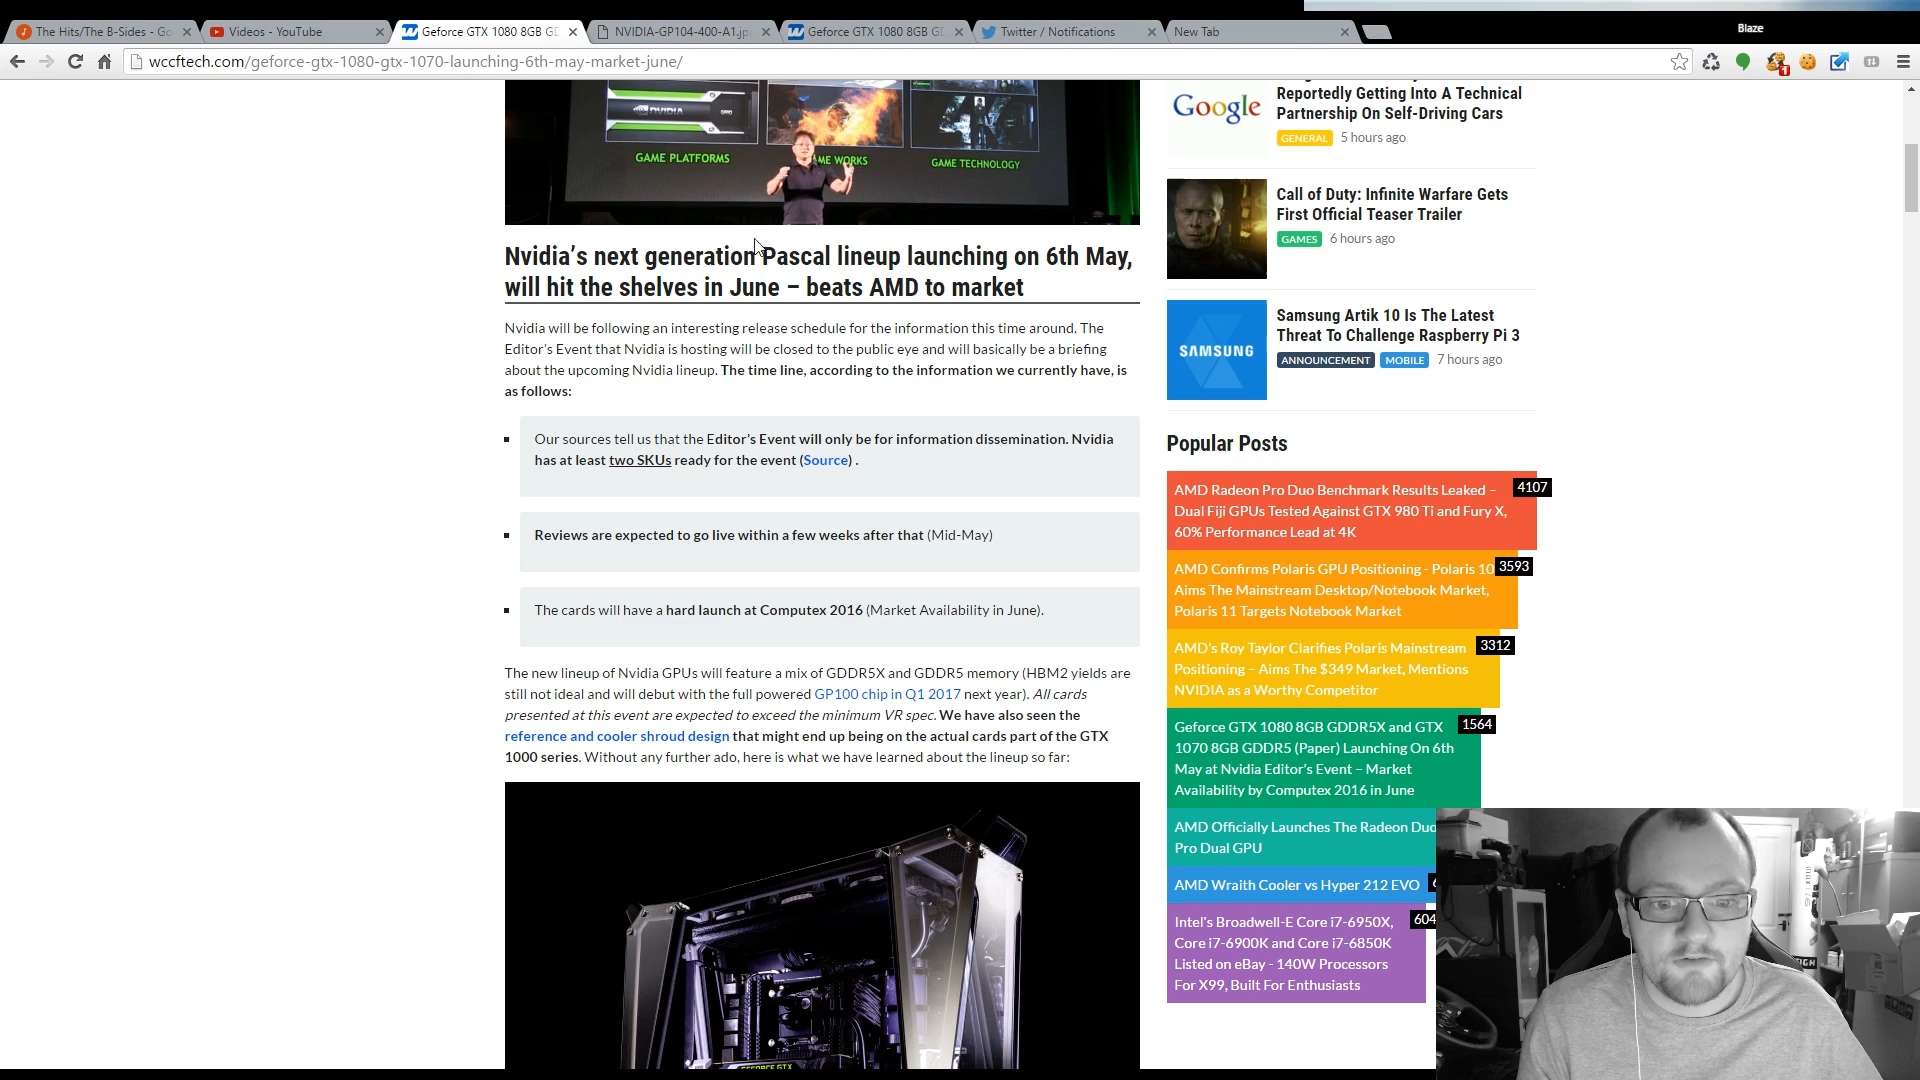 The Hits/The B-Sides - Go
Videos - YouTube
Geforce GTX 1080 8GB GD
NVIDIA-GP104-400-A1.jp
Geforce GTX 1080 8GB GD
Twitter / Notifications
New Tab
Blaze
wccftech.com/geforce-gtx-1080-gtx-1070-launching-6th-may-market-june/
1
NVIDIA
GAME PLATFORMS
AME WORKS
GAME TECHNOLOGY
Nvidia’s next generation Pascal lineup launching on 6th May,
will hit the shelves in June – beats AMD to market
Nvidia will be following an interesting release schedule for the information this time around. The
Editor’s Event that Nvidia is hosting will be closed to the public eye and will basically be a briefing
about the upcoming Nvidia lineup. The time line, according to the information we currently have, is
as follows:
Our sources tell us that the Editor’s Event will only be for information dissemination. Nvidia
has at least two SKUs ready for the event (Source) .
Reviews are expected to go live within a few weeks after that (Mid-May)
The cards will have a hard launch at Computex 2016 (Market Availability in June).
The new lineup of Nvidia GPUs will feature a mix of GDDR5X and GDDR5 memory (HBM2 yields are
still not ideal and will debut with the full powered GP100 chip in Q1 2017 next year). All cards
presented at this event are expected to exceed the minimum VR spec. We have also seen the
reference and cooler shroud design that might end up being on the actual cards part of the GTX
1000 series. Without any further ado, here is what we have learned about the lineup so far:
GEFORCE GTX
Google
Reportedly Getting Into A Technical
Partnership On Self-Driving Cars
GENERAL 5 hours ago
Call of Duty: Infinite Warfare Gets
First Official Teaser Trailer
GAMES 6 hours ago
SAMSUNG
Samsung Artik 10 Is The Latest
Threat To Challenge Raspberry Pi 3
ANNOUNCEMENT MOBILE 7 hours ago
Popular Posts
AMD Radeon Pro Duo Benchmark Results Leaked – 4107
Dual Fiji GPUs Tested Against GTX 980 Ti and Fury X,
60% Performance Lead at 4K
AMD Confirms Polaris GPU Positioning - Polaris 10 3593
Aims The Mainstream Desktop/Notebook Market,
Polaris 11 Targets Notebook Market
AMD's Roy Taylor Clarifies Polaris Mainstream 3312
Positioning – Aims The $349 Market, Mentions
NVIDIA as a Worthy Competitor
Geforce GTX 1080 8GB GDDR5X and GTX 1564
1070 8GB GDDR5 (Paper) Launching On 6th
May at Nvidia Editor’s Event – Market
Availability by Computex 2016 in June
AMD Officially Launches The Radeon Duo
Pro Dual GPU
AMD Wraith Cooler vs Hyper 212 EVO
Intel's Broadwell-E Core i7-6950X, 604
Core i7-6900K and Core i7-6850K
Listed on eBay - 140W Processors
For X99, Built For Enthusiasts